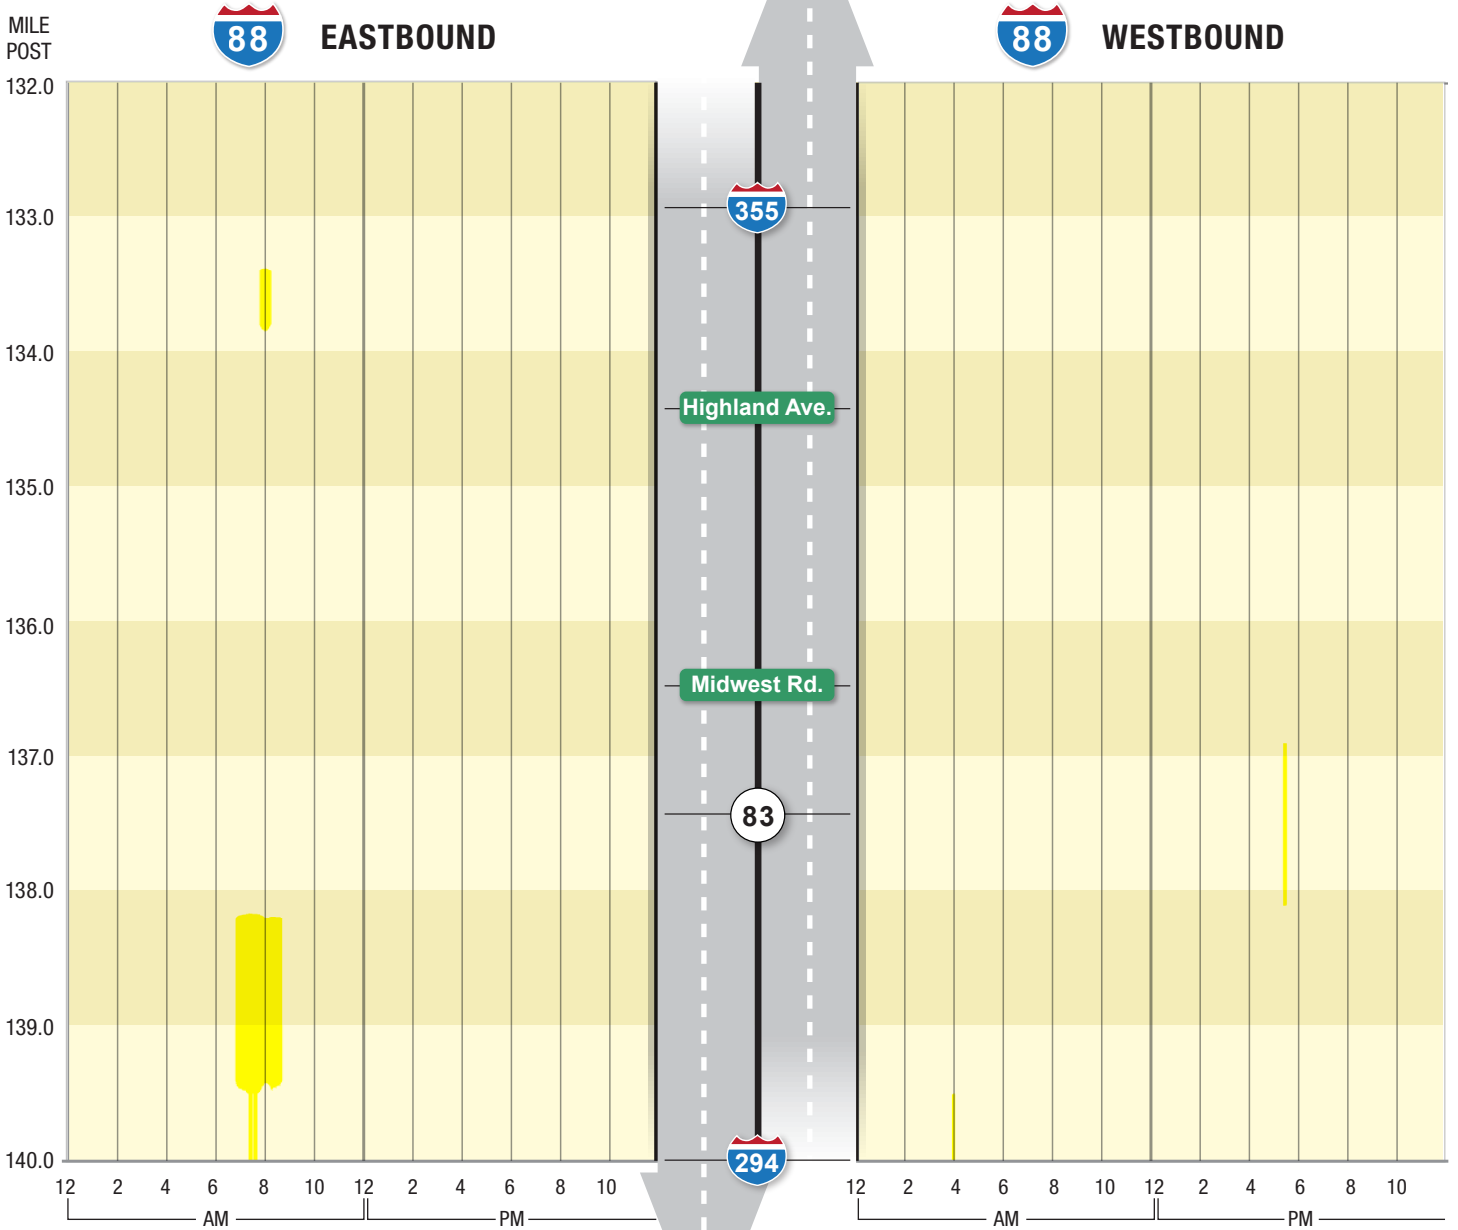 MILE
POST
88 EASTBOUND
88 WESTBOUND
132.0
133.0
134.0
135.0
136.0
137.0
138.0
139.0
140.0
355
Highland Ave.
Midwest Rd.
83
294
12 2 4 6 8 10 12 2 4 6 8 10
AM PM
12 2 4 6 8 10 12 2 4 6 8 10
AM PM